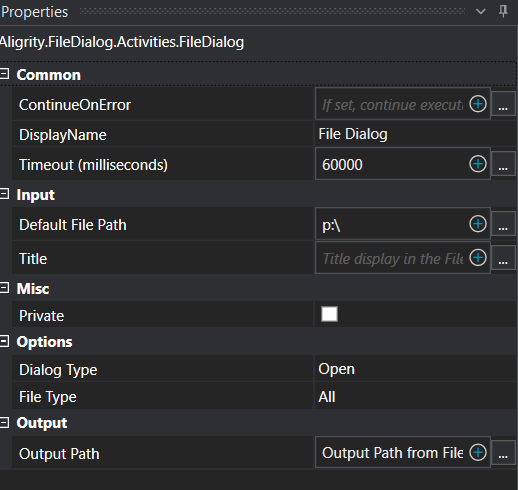 Properties
Aligrity.FileDialog.Activities.FileDialog
Common
ContinueOnError If set, continue execut ...
DisplayName File Dialog
Timeout (milliseconds) 60000 ...
Input
Default File Path p:\ ...
Title Title display in the File ...
Misc
Private
Options
Dialog Type Open
File Type All
Output
Output Path Output Path from File ...